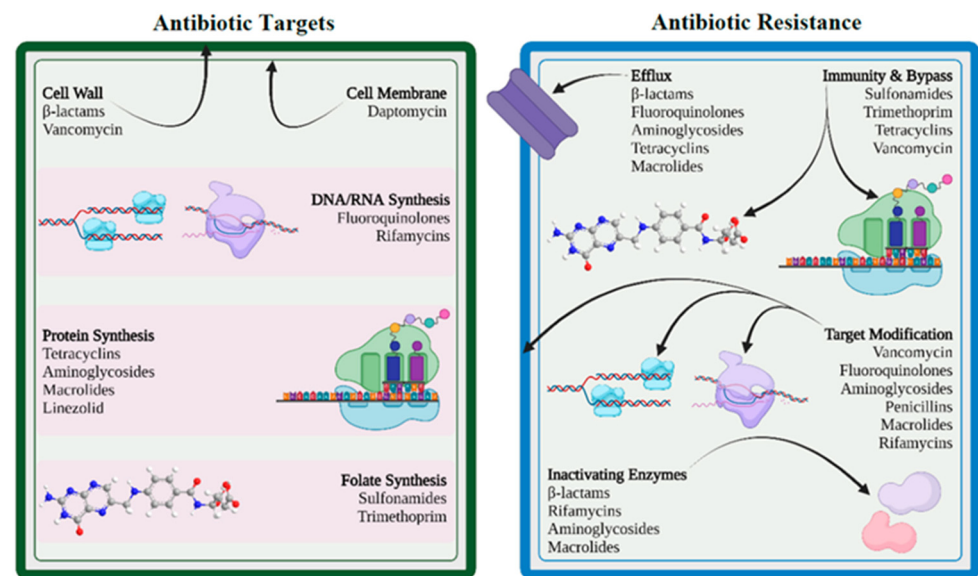 Antibiotic Targets
Cell Wall
β-lactams
Vancomycin
Cell Membrane
Daptomycin
DNA/RNA Synthesis
Fluoroquinolones
Rifamycins
Protein Synthesis
Tetracyclins
Aminoglycosides
Macrolides
Linezolid
Folate Synthesis
Sulfonamides
Trimethoprim
Antibiotic Resistance
Efflux
β-lactams
Fluoroquinolones
Aminoglycosides
Tetracyclins
Macrolides
Immunity & Bypass
Sulfonamides
Trimethoprim
Tetracyclins
Vancomycin
Target Modification
Vancomycin
Fluoroquinolones
Aminoglycosides
Penicillins
Macrolides
Rifamycins
Inactivating Enzymes
β-lactams
Rifamycins
Aminoglycosides
Macrolides